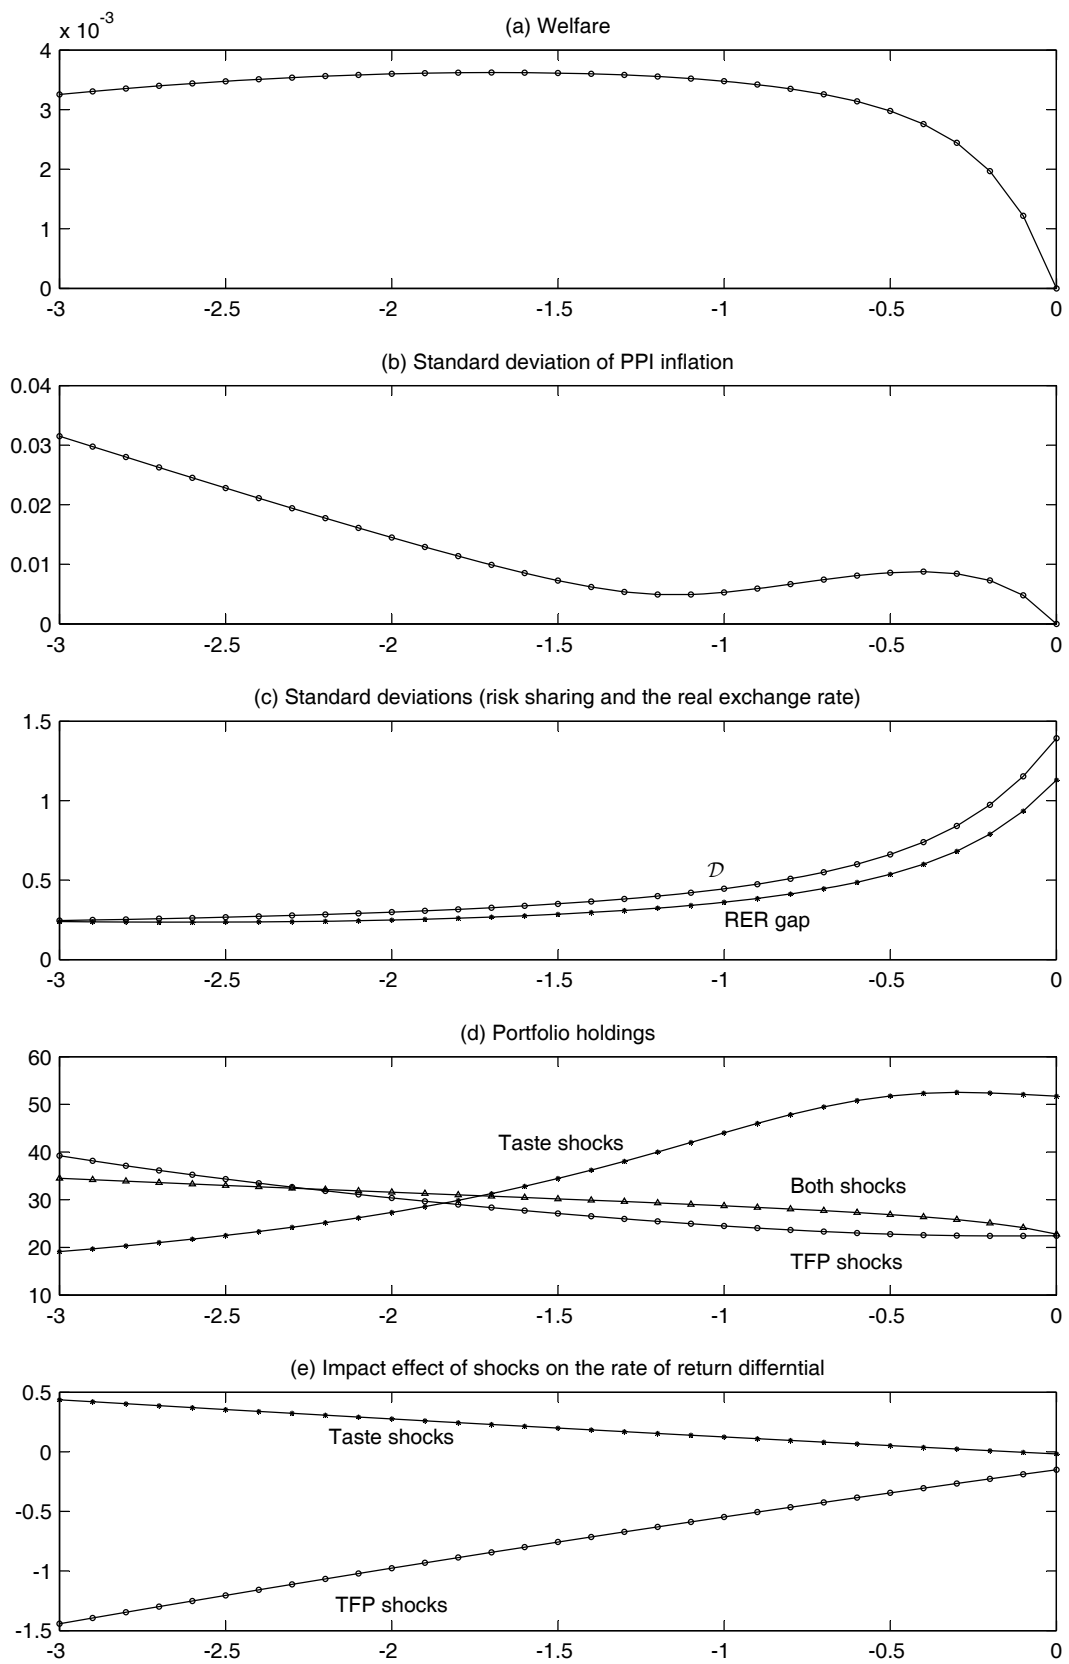 (a) Welfare
x 10-3
4
3
2
1
0
-3 -2.5 -2 -1.5 -1 -0.5 0
(b) Standard deviation of PPI inflation
0.04
0.03
0.02
0.01
0
-3 -2.5 -2 -1.5 -1 -0.5 0
(c) Standard deviations (risk sharing and the real exchange rate)
1.5
1
𝒟
0.5
RER gap
0
-3 -2.5 -2 -1.5 -1 -0.5 0
(d) Portfolio holdings
60
50
Taste shocks
40
Both shocks
30
20
TFP shocks
10
-3 -2.5 -2 -1.5 -1 -0.5 0
(e) Impact effect of shocks on the rate of return differntial
0.5
Taste shocks
0
-0.5
-1
TFP shocks
-1.5
-3 -2.5 -2 -1.5 -1 -0.5 0